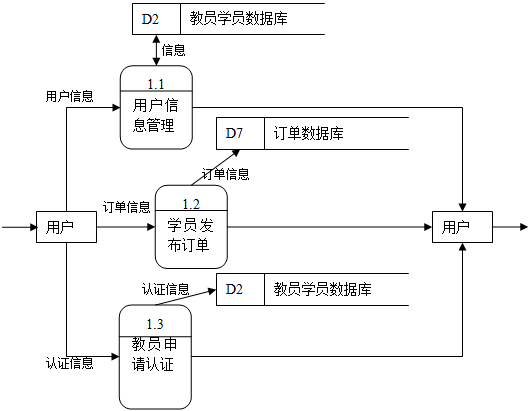 D2 教员学员数据库
信息
1.1
用户信
息管理
用户信息
D7 订单数据库
订单信息
1.2
学员发
布订单
订单信息
用户
用户
D2 教员学员数据库
认证信息
1.3
教员申
请认证
认证信息